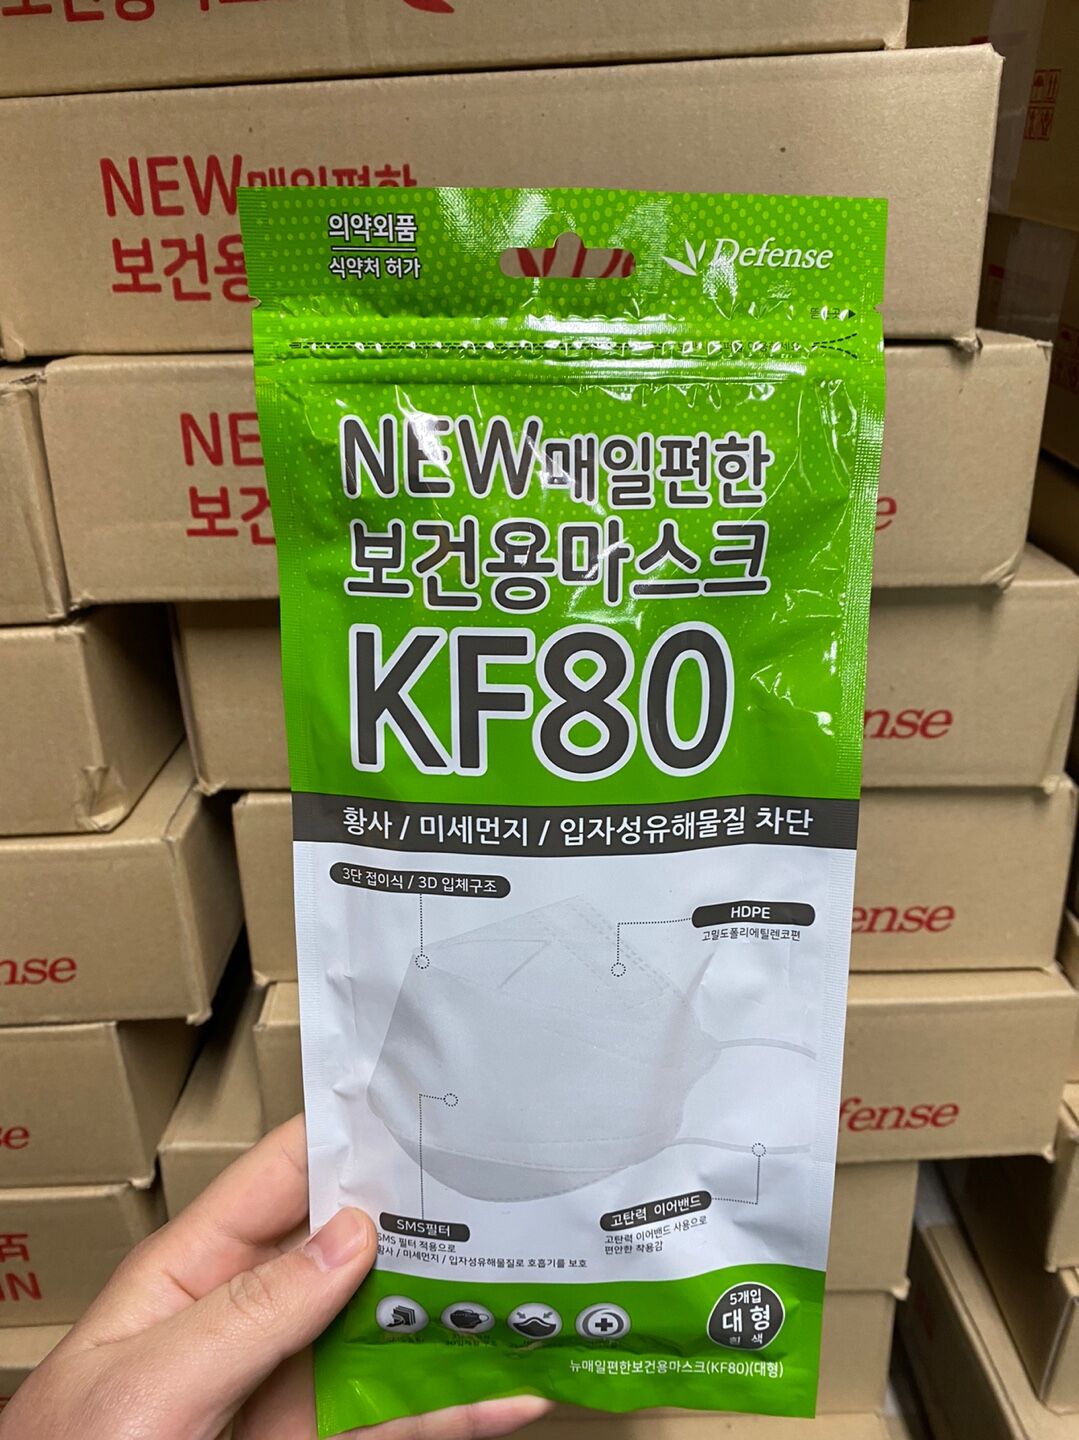 NEW매일편한
보건용
NE
보건
nse
ense
nse
fense
se
의약외품
식약처 허가
Defense
NEW매일편한
보건용마스크
KF80
황사 / 미세먼지 / 입자성유해물질 차단
3단 접이식 / 3D 입체구조
HDPE
고밀도폴리에틸렌코편
SMS필터
SMS 필터 적용으로
황사 / 미세먼지 / 입자성유해물질로 호흡기를 보호
고탄력 이어밴드
고탄력 이어밴드 사용으로
편안한 착용감
5개입
대형
흰색
뉴매일편한보건용마스크(KF80)(대형)